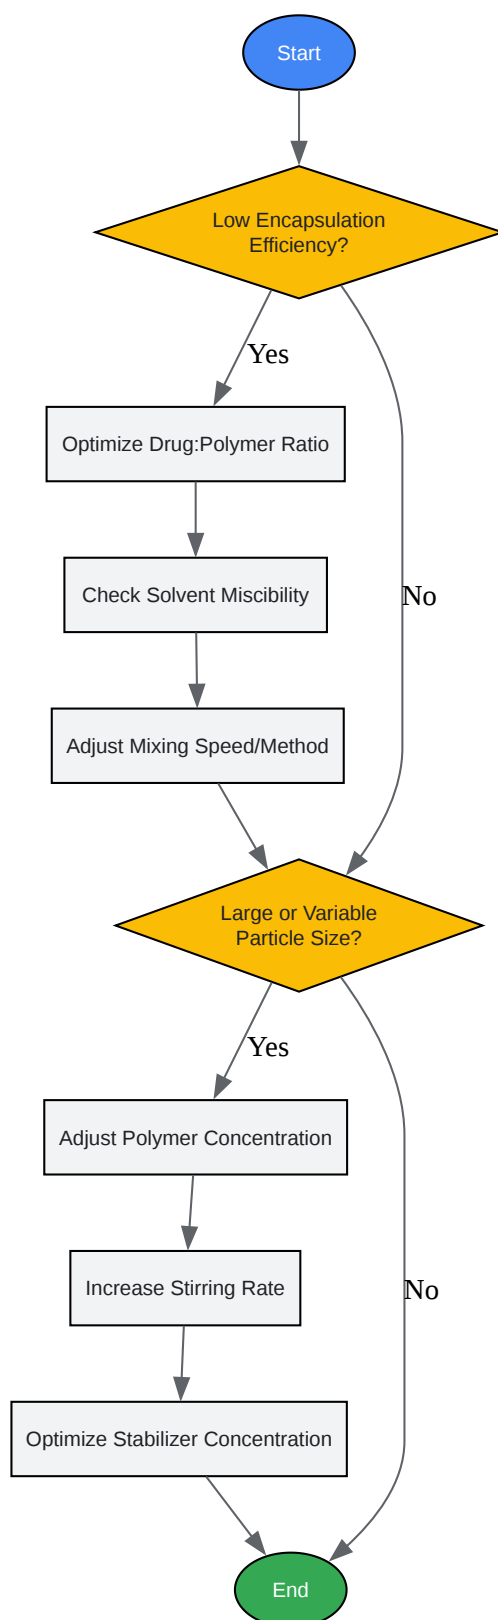 Start
Low Encapsulation
Efficiency?
Yes
Optimize Drug:Polymer Ratio
Check Solvent Miscibility
No
Adjust Mixing Speed/Method
Large or Variable
Particle Size?
Yes
Adjust Polymer Concentration
Increase Stirring Rate
No
Optimize Stabilizer Concentration
End